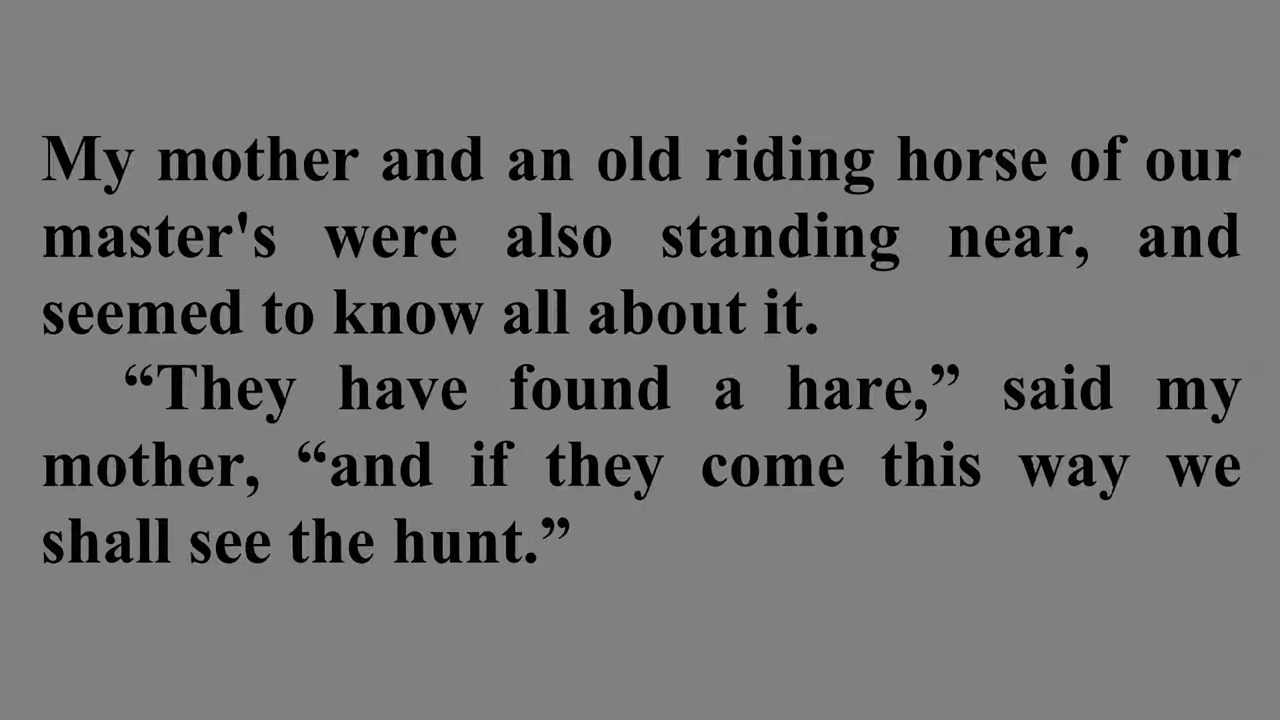 My mother and an old riding horse of our
master's were also standing near, and
seemed to know all about it.
“They have found a hare,” said my
mother, “and if they come this way we
shall see the hunt.”